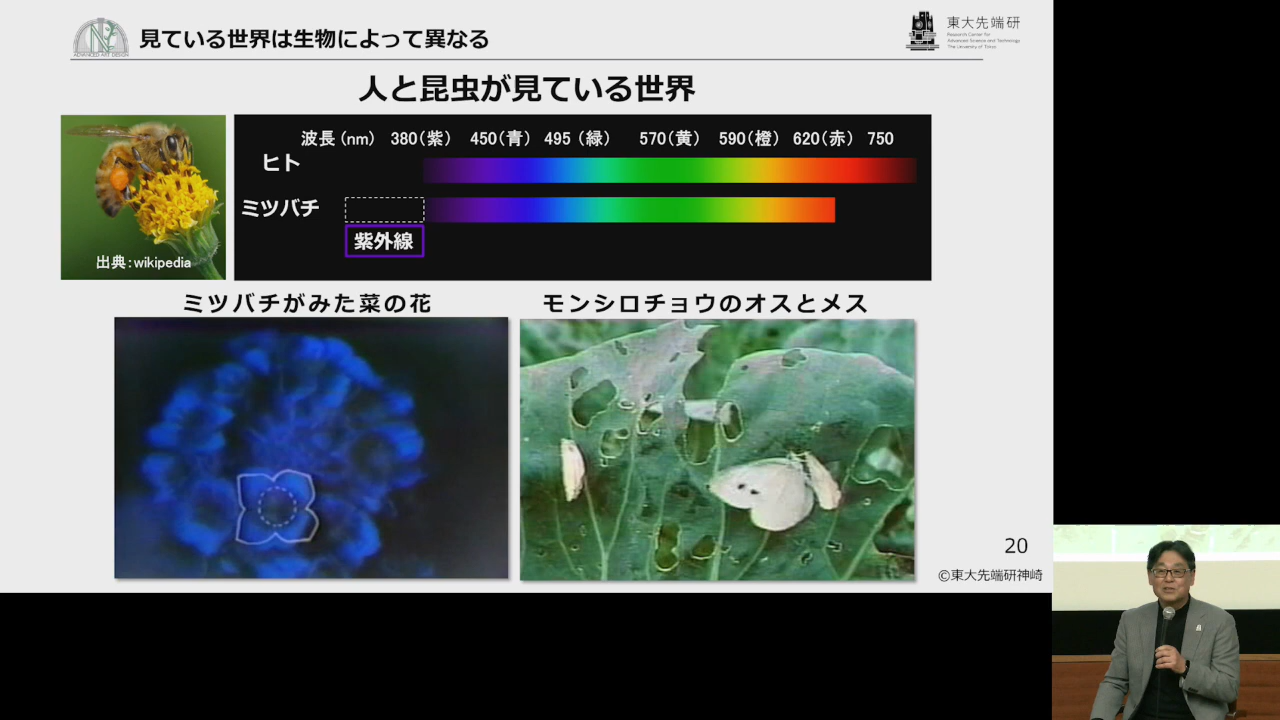 見ている世界は生物によって異なる
ADVANCED ART DESIGN
東大先端研
Research Center for
Advanced Science and Technology
The University of Tokyo
人と昆虫が見ている世界
波長(nm) 380(紫) 450(青) 495 (緑) 570(黄) 590(橙) 620(赤) 750
ヒト
ミツバチ
紫外線
出典:wikipedia
ミツバチがみた菜の花
モンシロチョウのオスとメス
20
©東大先端研神崎